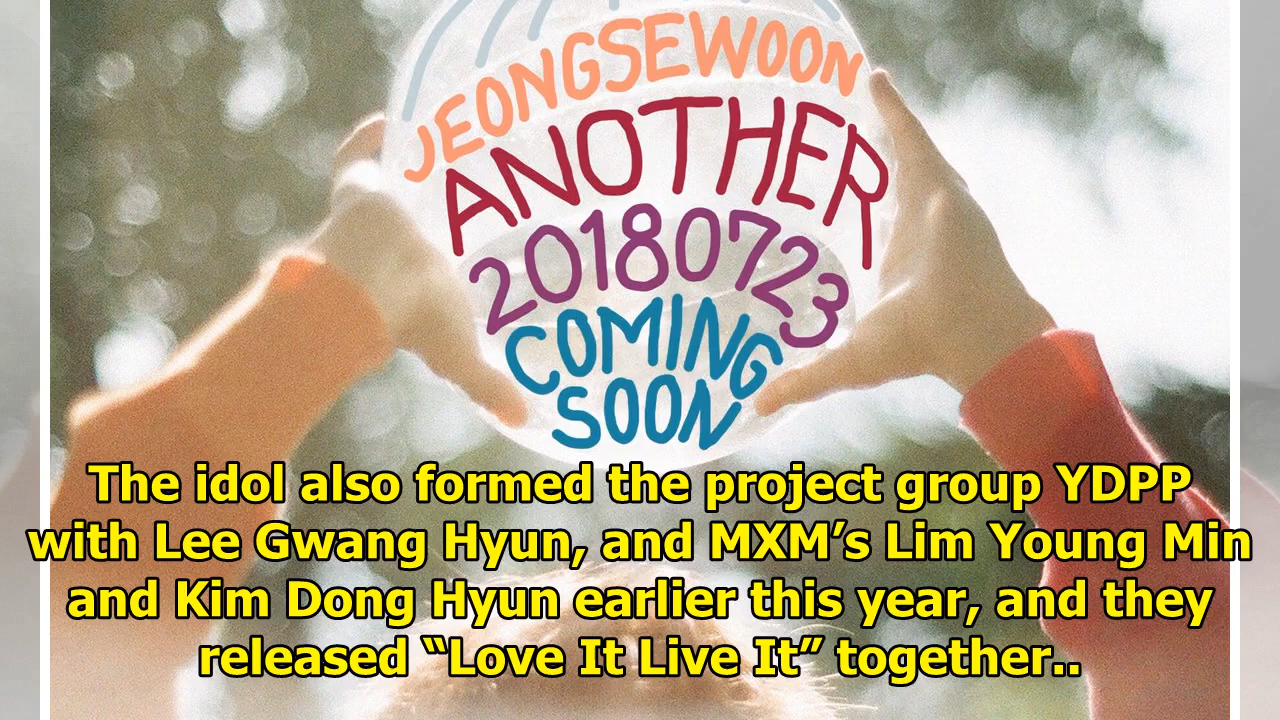 JEONGSEWOON
ANOTHER
20180723
COMING
SOON
The idol also formed the project group YDPP
with Lee Gwang Hyun, and MXM’s Lim Young Min
and Kim Dong Hyun earlier this year, and they
released “Love It Live It” together..